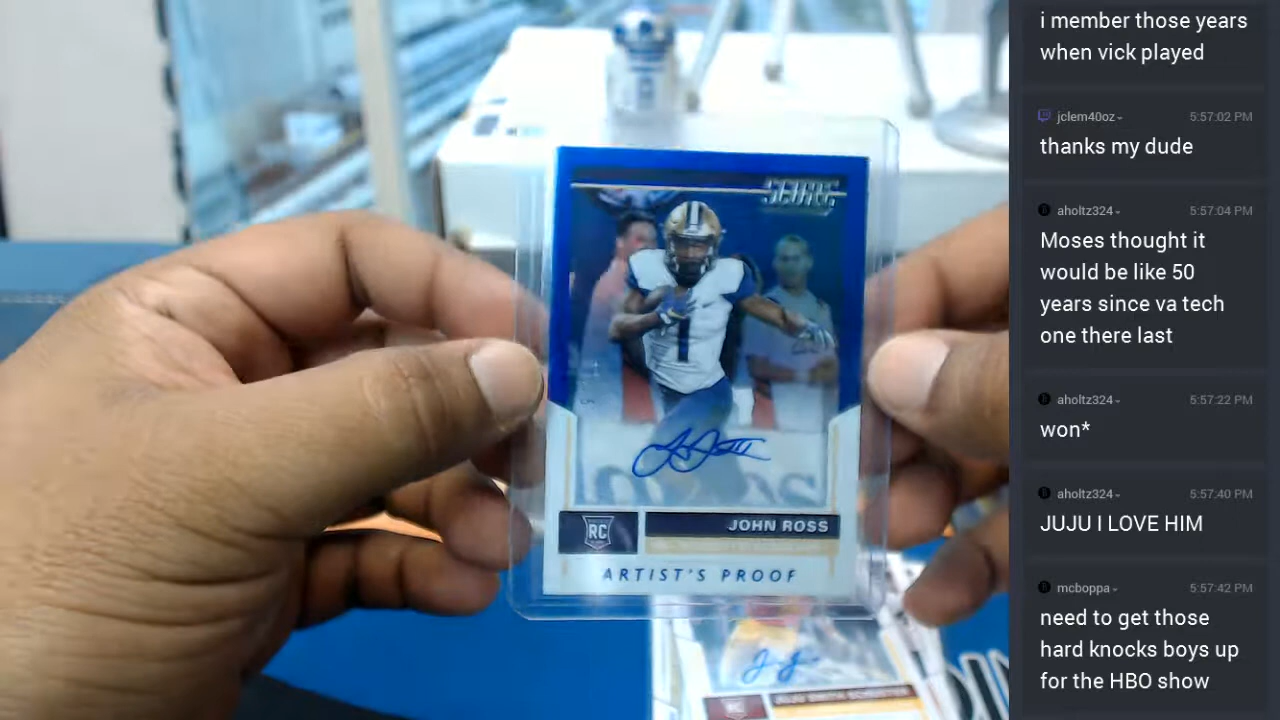 SCORE
1
JOHN ROSS
RC
ARTIST'S PROOF
RC
i member those years
when vick played
jclem40oz
5:57:02 PM
thanks my dude
aholtz324
5:57:04 PM
Moses thought it
would be like 50
years since va tech
one there last
aholtz324
5:57:22 PM
won*
aholtz324
5:57:40 PM
JUJU I LOVE HIM
mcboppa
5:57:42 PM
need to get those
hard knocks boys up
for the HBO show